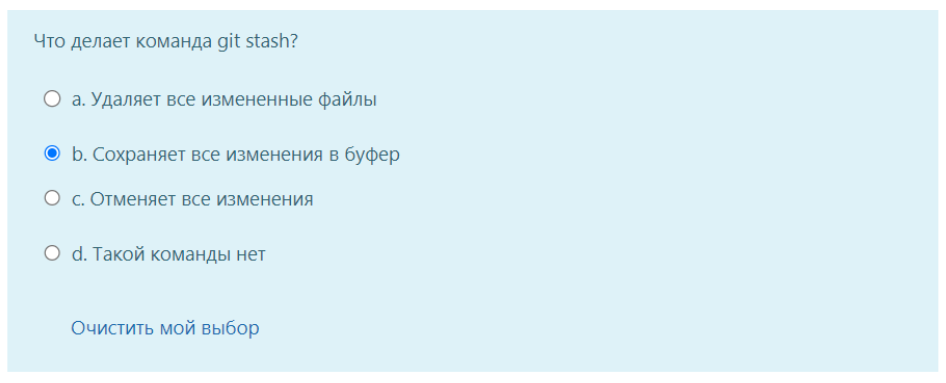 Что делает команда git stash?
a. Удаляет все измененные файлы
b. Сохраняет все изменения в буфер
c. Отменяет все изменения
d. Такой команды нет
Очистить мой выбор